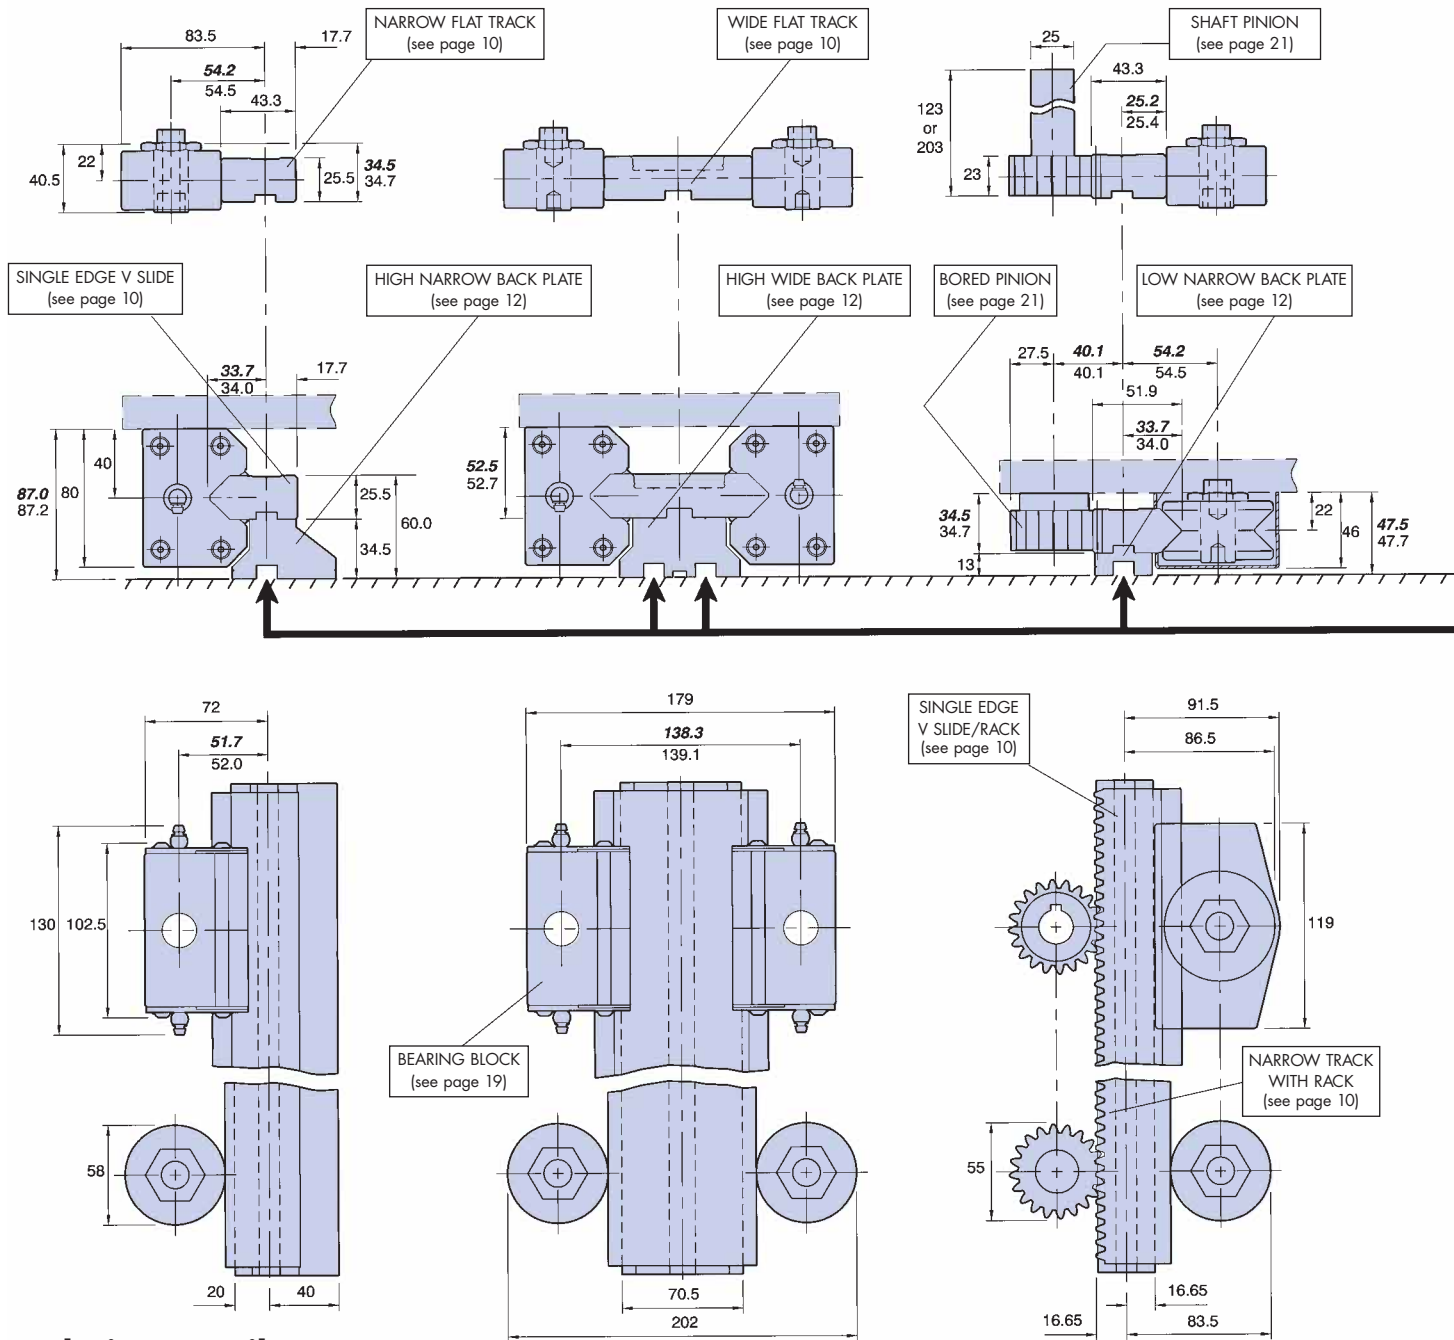 NARROW FLAT TRACK
(see page 10)
WIDE FLAT TRACK
(see page 10)
SHAFT PINION
(see page 21)
83.5
17.7
54.2
54.5
43.3
22
40.5
25.5
34.5
34.7
25
43.3
25.2
25.4
123
or
203
23
SINGLE EDGE V SLIDE
(see page 10)
HIGH NARROW BACK PLATE
(see page 12)
HIGH WIDE BACK PLATE
(see page 12)
BORED PINION
(see page 21)
LOW NARROW BACK PLATE
(see page 12)
33.7
34.0
17.7
40
80
87.0
87.2
25.5
60.0
34.5
52.5
52.7
27.5
40.1
40.1
54.2
54.5
51.9
33.7
34.0
34.5
34.7
13
22
46
47.5
47.7
72
51.7
52.0
130
102.5
58
20
40
179
138.3
139.1
BEARING BLOCK
(see page 19)
70.5
202
SINGLE EDGE
V SLIDE/RACK
(see page 10)
91.5
86.5
119
NARROW TRACK
WITH RACK
(see page 10)
55
16.65
16.65
83.5